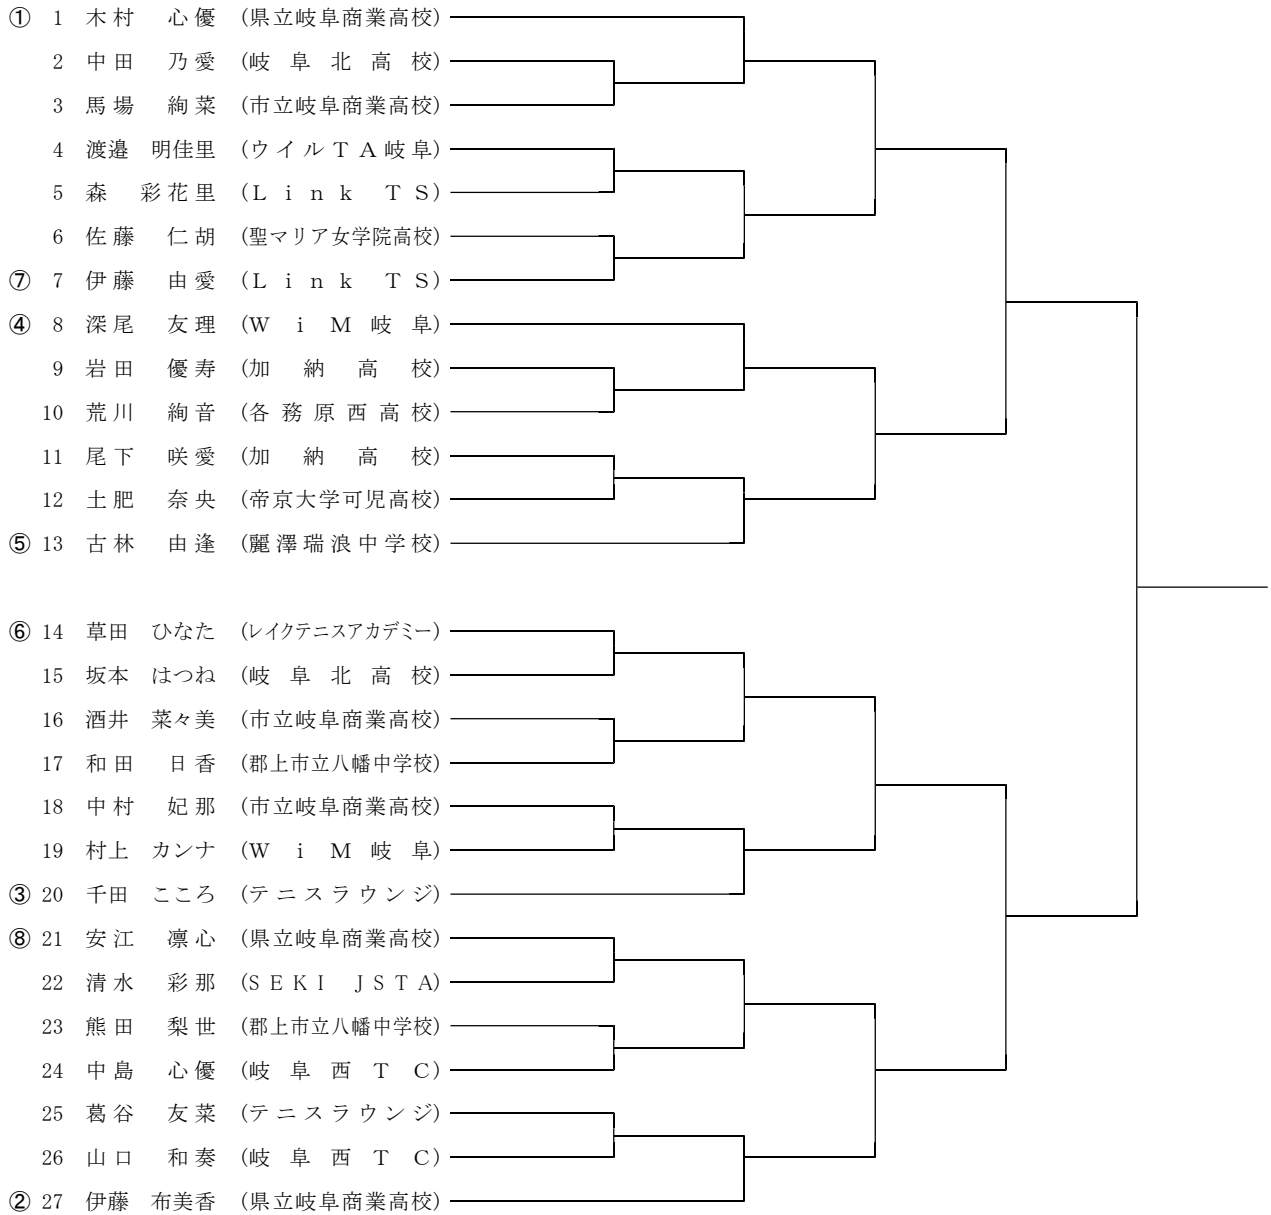 ① 1 木村 心優 (県立岐阜商業高校)
2 中田 乃愛 (岐阜北高校)
3 馬場 絢菜 (市立岐阜商業高校)
4 渡邉 明佳里 (ウイルTA岐阜)
5 森 彩花里 (Link TS)
6 佐藤 仁胡 (聖マリア女学院高校)
⑦ 7 伊藤 由愛 (Link TS)
④ 8 深尾 友理 (WiM岐阜)
9 岩田 優寿 (加納高校)
10 荒川 絢音 (各務原西高校)
11 尾下 咲愛 (加納高校)
12 土肥 奈央 (帝京大学可児高校)
⑤ 13 古林 由逢 (麗澤瑞浪中学校)
⑥ 14 草田 ひなた (レイクテニスアカデミー)
15 坂本 はつね (岐阜北高校)
16 酒井 菜々美 (市立岐阜商業高校)
17 和田 日香 (郡上市立八幡中学校)
18 中村 妃那 (市立岐阜商業高校)
19 村上 カンナ (WiM岐阜)
③ 20 千田 こころ (テニスラウンジ)
⑧ 21 安江 凛心 (県立岐阜商業高校)
22 清水 彩那 (SEKI JSTA)
23 熊田 梨世 (郡上市立八幡中学校)
24 中島 心優 (岐阜西TC)
25 葛谷 友菜 (テニスラウンジ)
26 山口 和奏 (岐阜西TC)
② 27 伊藤 布美香 (県立岐阜商業高校)